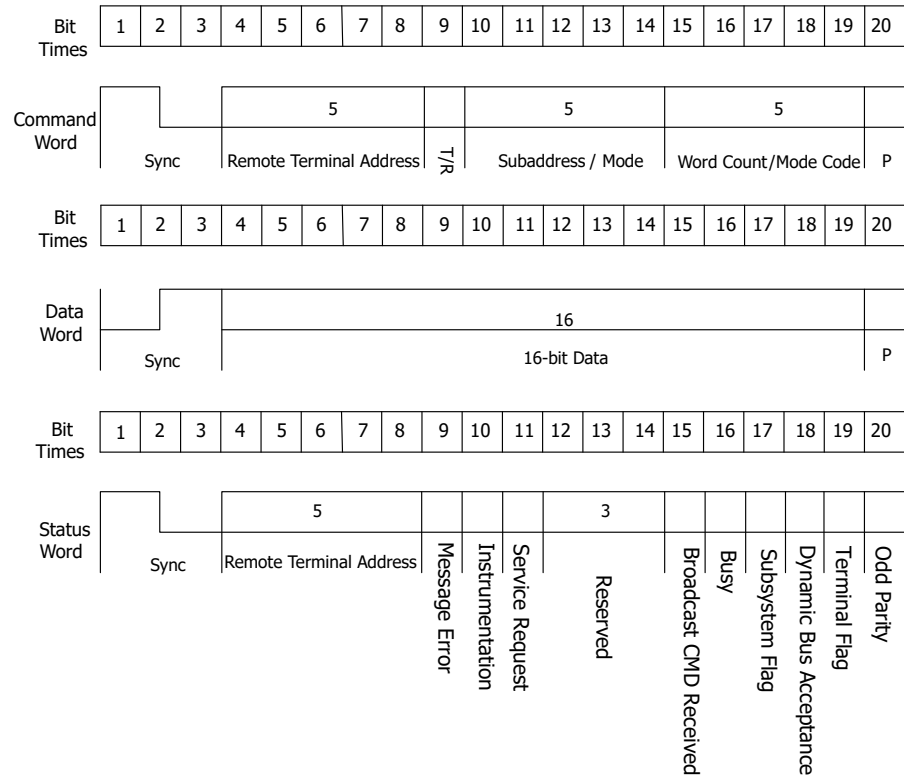 Bit Times 1 2 3 4 5 6 7 8 9 10 11 12 13 14 15 16 17 18 19 20
Command Word
5 5 5
Sync Remote Terminal Address T/R Subaddress / Mode Word Count/Mode Code P
Bit Times 1 2 3 4 5 6 7 8 9 10 11 12 13 14 15 16 17 18 19 20
Data Word
16
Sync 16-bit Data P
Bit Times 1 2 3 4 5 6 7 8 9 10 11 12 13 14 15 16 17 18 19 20
Status Word
5 3
Sync Remote Terminal Address
Message Error
Instrumentation
Service Request
Reserved
Broadcast CMD Received
Busy
Subsystem Flag
Dynamic Bus Acceptance
Terminal Flag
Odd Parity